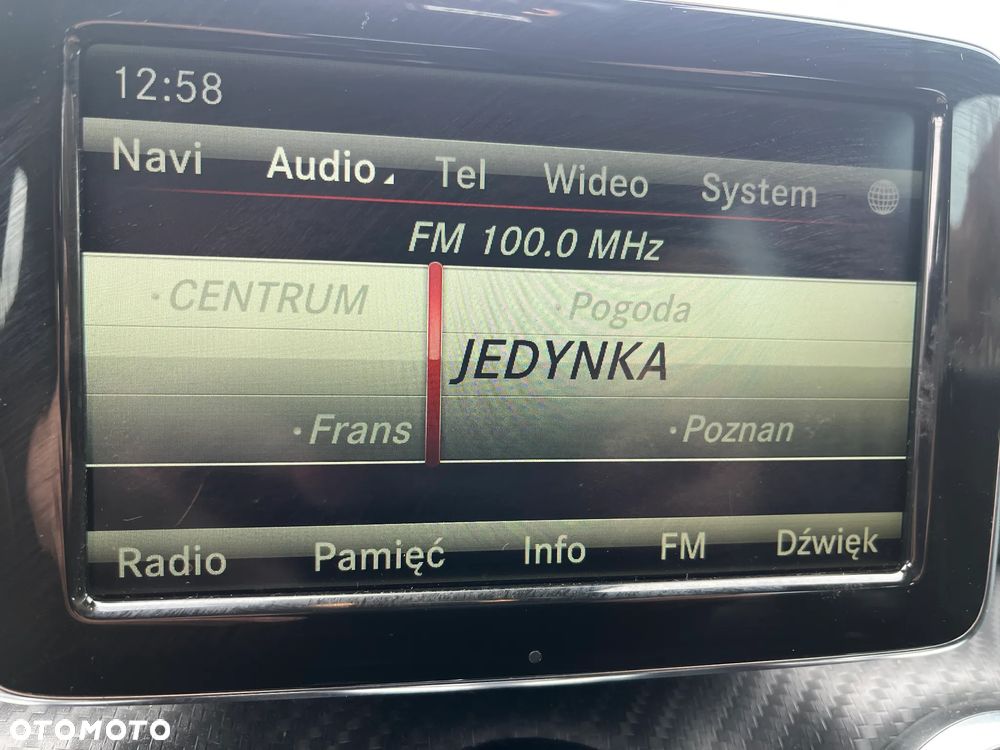 12:58
Navi Audio Tel Wideo System
FM 100.0 MHz
·CENTRUM ·Pogoda
JEDYNKA
·Frans ·Poznan
Radio Pamięć Info FM Dźwięk
OTOMOTO